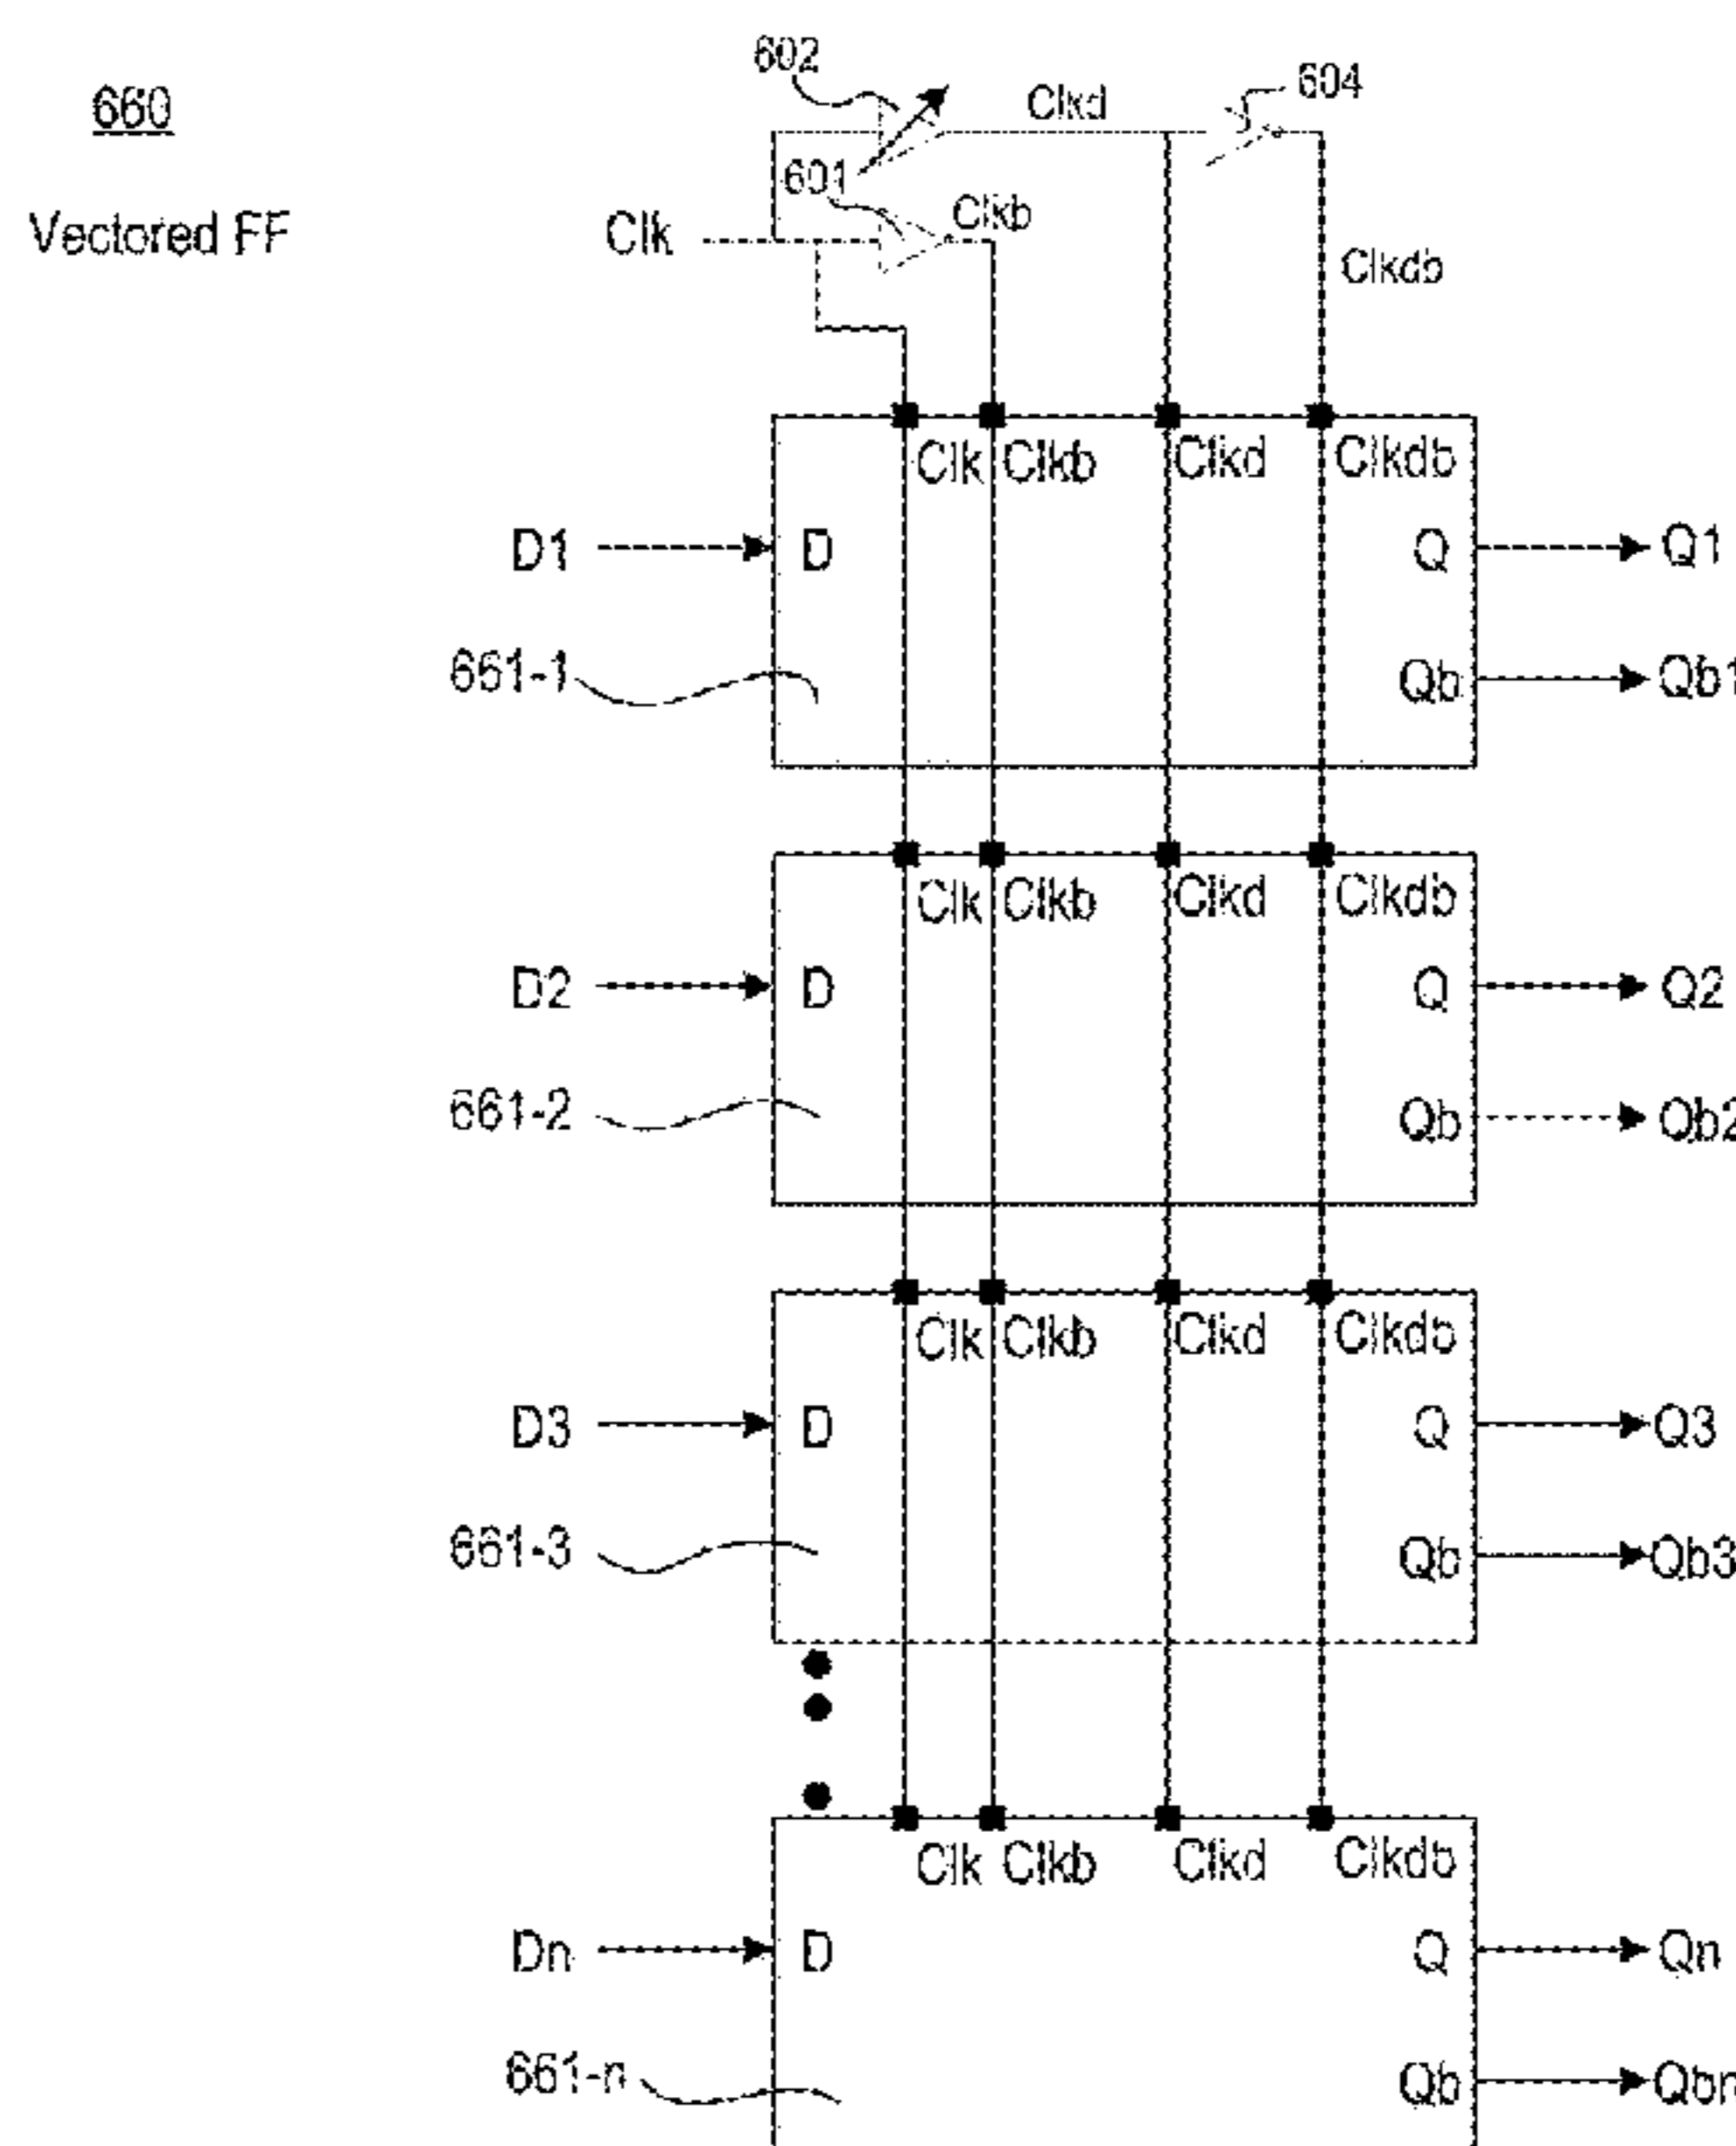 602
604
660
Clkd
601
Clkb
Vectored FF
Clk
Clkdb
Clk Clkb Clkd Clkdb
D1 D Q Q1
661-1 Qb Qb1
Clk Clkb Clkd Clkdb
D2 D Q Q2
661-2 Qb Qb2
Clk Clkb Clkd Clkdb
D3 D Q Q3
661-3 Qb Qb3
Clk Clkb Clkd Clkdb
Dn D Q Qn
661-n Qb Qbn